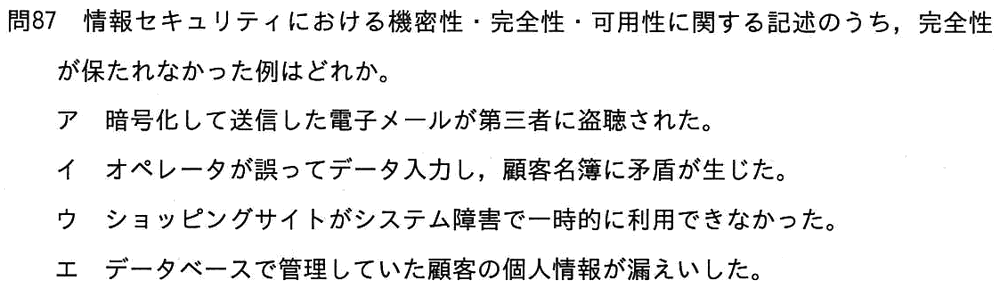 問87　情報セキュリティにおける機密性・完全性・可用性に関する記述のうち，完全性
が保たれなかった例はどれか。
ア　暗号化して送信した電子メールが第三者に盗聴された。
イ　オペレータが誤ってデータ入力し，顧客名簿に矛盾が生じた。
ウ　ショッピングサイトがシステム障害で一時的に利用できなかった。
エ　データベースで管理していた顧客の個人情報が漏えいした。